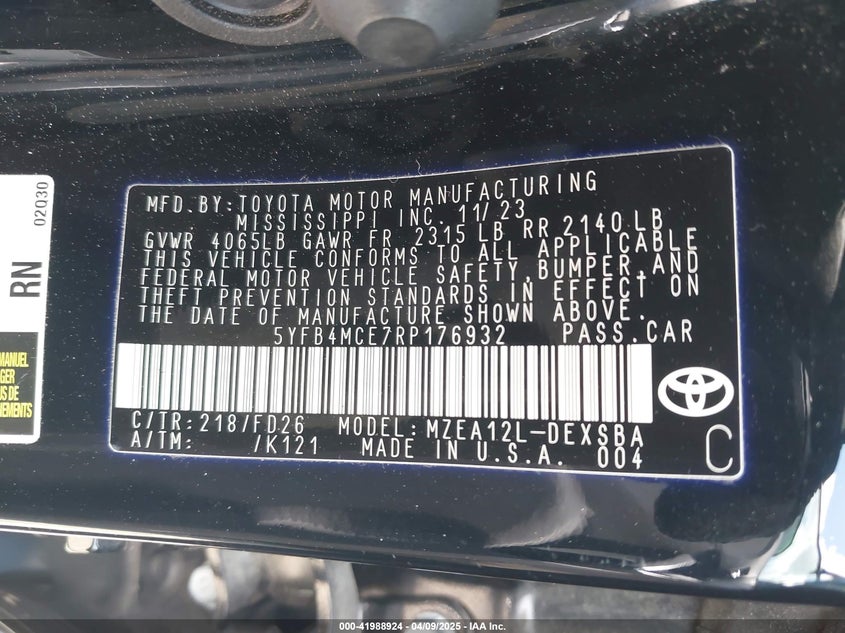 02Q30
RN
MANUEL
MFD.BY:TOYOTA MOTOR MANUFACTURING
MISSISSIPPI INC. 11/23
GVWR 4065LB GAWR FR 2315 LB RR 2140LB
THIS VEHICLE CONFORMS TO ALL APPLICABLE
FEDERAL MOTOR VEHICLE SAFETY,BUMPER,AND
THEFT PREVENTION STANDARDS IN EFFECT ON
THE DATE OF MANUFACTURE SHOWN ABOVE.
5YFB4MCE7RP176932 PASS.CAR
C/TR:218/FD26 MODEL:MZEA12L-DEXSBA
A/TM: /K121 MADE IN U.S.A. 004
C
000-41988924 - 04/09/2025 - IAA Inc.